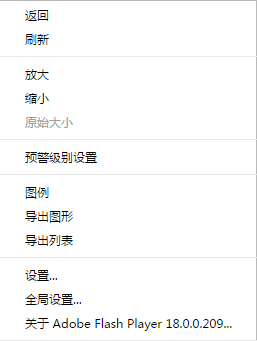 返回
刷新
放大
缩小
原始大小
预警级别设置
图例
导出图形
导出列表
设置...
全局设置...
关于 Adobe Flash Player 18.0.0.209...